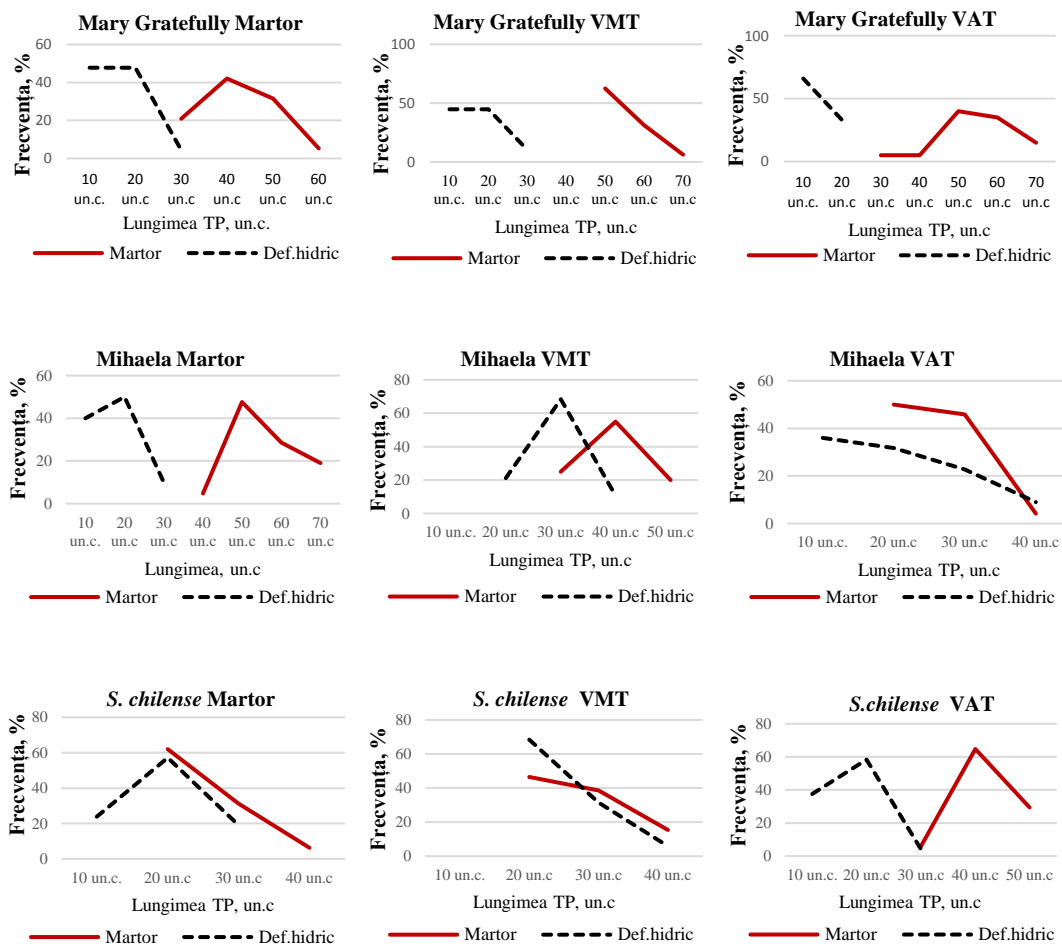 Mary Gratefully Martor
Frecvența, %
60
40
20
0
10 20 30 40 50 60
un.c. un.c un.c un.c un.c un.c
Lungimea TP, un.c.
Martor Def.hidric
Mary Gratefully VMT
Frecvența, %
100
50
0
10 20 30 40 50 60 70
un.c. un.c un.c un.c un.c un.c un.c
Lungimea TP, un.c
Martor Def.hidric
Mary Gratefully VAT
Frecvența, %
100
50
0
10 20 30 40 50 60 70
un.c. un.c un.c un.c un.c un.c un.c
Lungimea TP, un.c
Martor Def.hidric
Mihaela Martor
Frecvența, %
60
40
20
0
10 20 30 40 50 60 70
un.c. un.c un.c un.c un.c un.c un.c
Lungimea, un.c
Martor Def.hidric
Mihaela VMT
Frecvența, %
80
60
40
20
0
10 un.c. 20 un.c 30 un.c 40 un.c 50 un.c
Lungimea TP, un.c
Martor Def.hidric
Mihaela VAT
Frecvența, %
60
40
20
0
10 un.c. 20 un.c 30 un.c 40 un.c
Lungimea TP, un.c
Martor Def.hidric
S. chilense Martor
Frecvența, %
80
60
40
20
0
10 un.c. 20 un.c 30 un.c 40 un.c
Lungimea TP, un.c
Martor Def.hidric
S. chilense VMT
Frecvența, %
80
60
40
20
0
10 un.c. 20 un.c 30 un.c 40 un.c
Lungimea TP, un.c
Martor Def.hidric
S.chilense VAT
Frecvența, %
80
60
40
20
0
10 un.c. 20 un.c 30 un.c 40 un.c 50 un.c
Lungimea TP, un.c
Martor Def.hidric